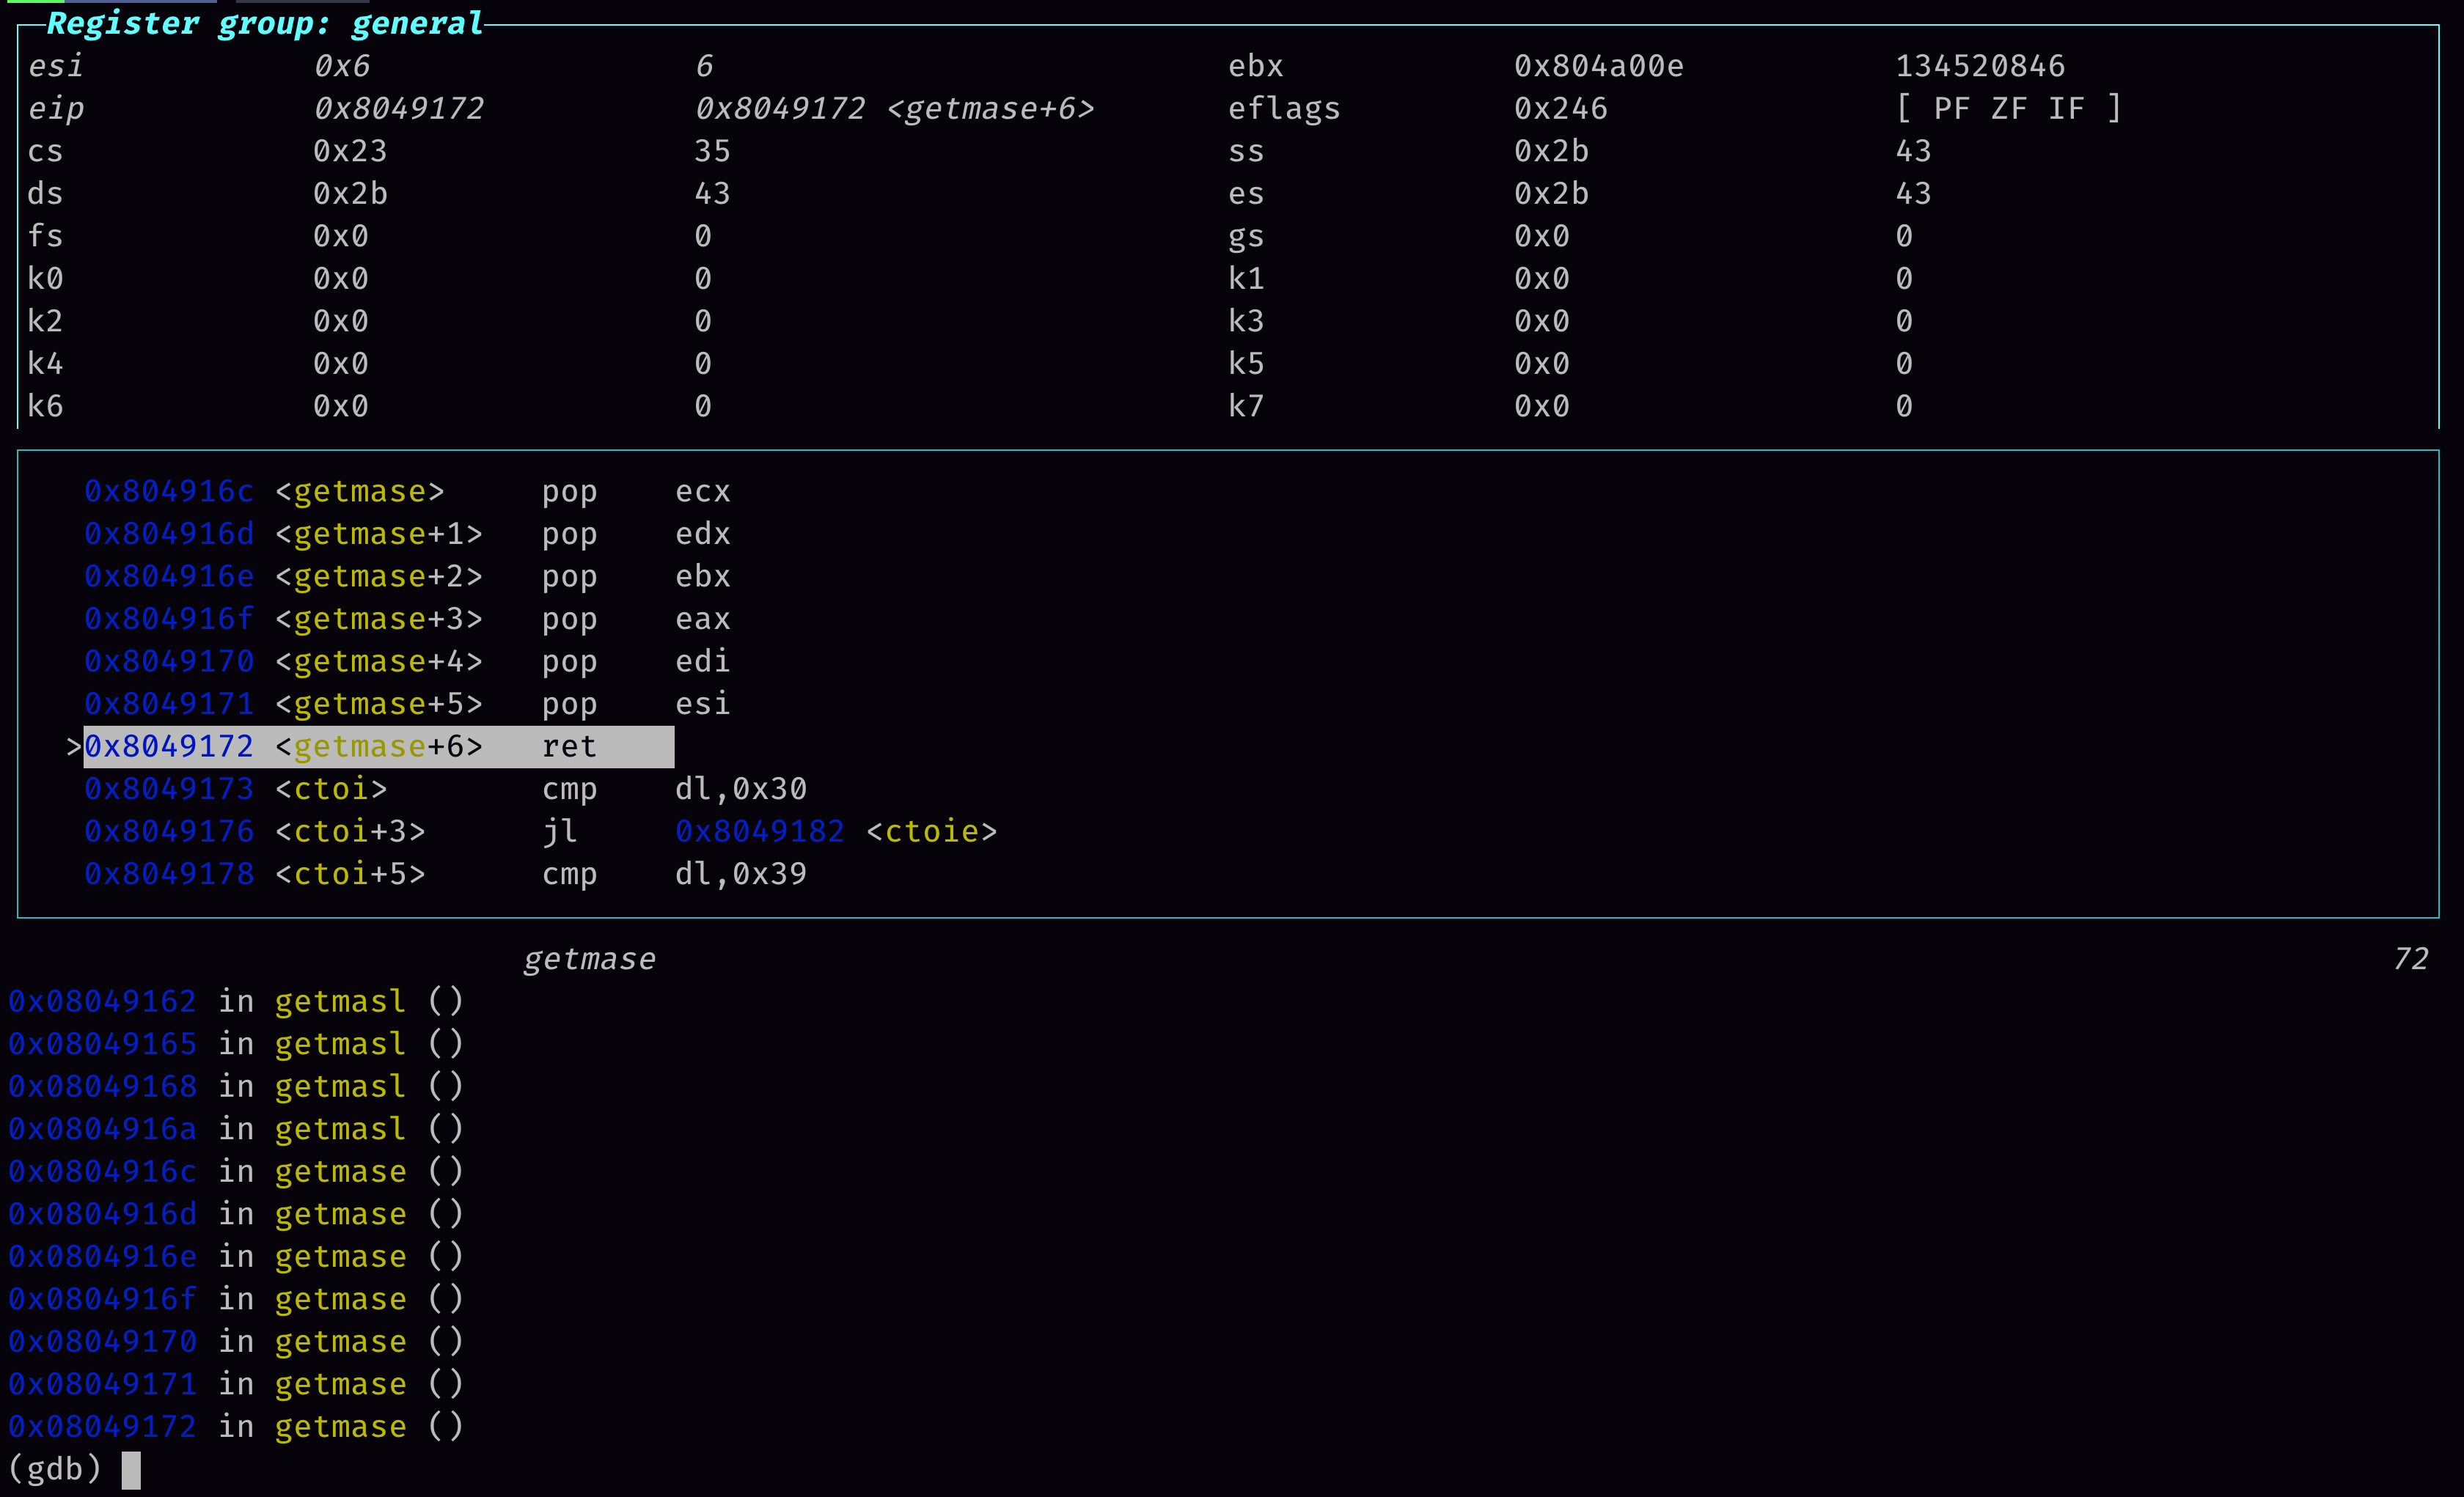 Register group: general
esi 0x6 6 ebx 0x804a00e 134520846
eip 0x8049172 0x8049172 <getmase+6> eflags 0x246 [ PF ZF IF ]
cs 0x23 35 ss 0x2b 43
ds 0x2b 43 es 0x2b 43
fs 0x0 0 gs 0x0 0
k0 0x0 0 k1 0x0 0
k2 0x0 0 k3 0x0 0
k4 0x0 0 k5 0x0 0
k6 0x0 0 k7 0x0 0
0x804916c <getmase> pop ecx
0x804916d <getmase+1> pop edx
0x804916e <getmase+2> pop ebx
0x804916f <getmase+3> pop eax
0x8049170 <getmase+4> pop edi
0x8049171 <getmase+5> pop esi
>0x8049172 <getmase+6> ret
0x8049173 <ctoi> cmp dl,0x30
0x8049176 <ctoi+3> jl 0x8049182 <ctoie>
0x8049178 <ctoi+5> cmp dl,0x39
getmase 72
0x08049162 in getmasl ()
0x08049165 in getmasl ()
0x08049168 in getmasl ()
0x0804916a in getmasl ()
0x0804916c in getmase ()
0x0804916d in getmase ()
0x0804916e in getmase ()
0x0804916f in getmase ()
0x08049170 in getmase ()
0x08049171 in getmase ()
0x08049172 in getmase ()
(gdb)